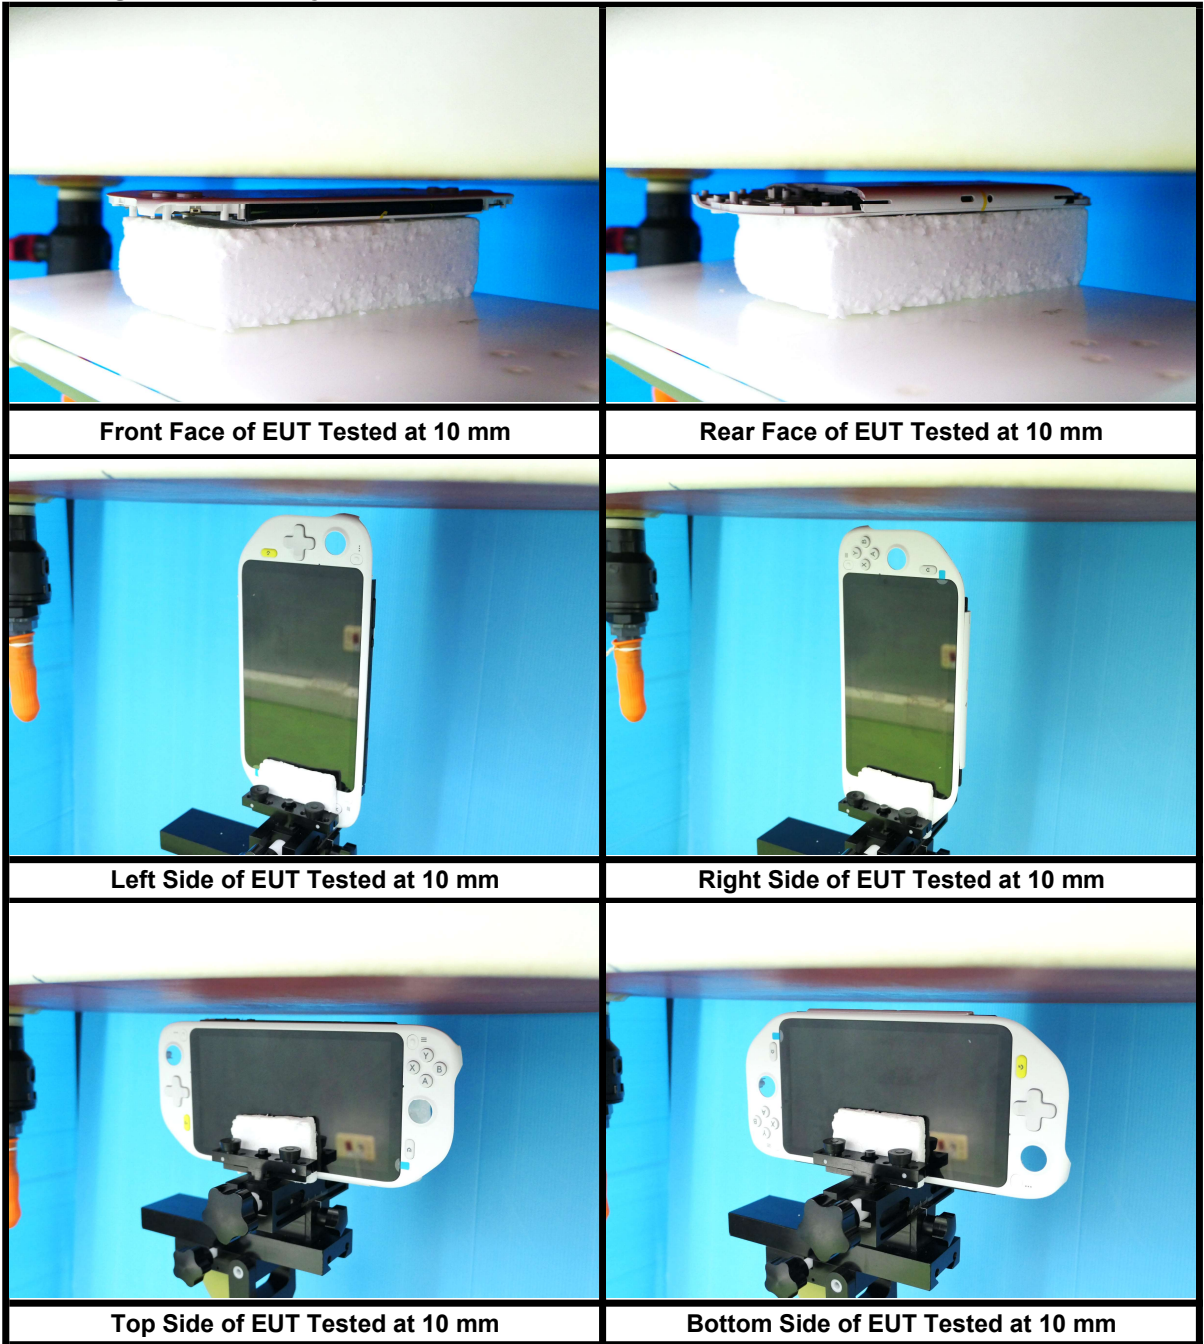 Front Face of EUT Tested at 10 mm
Rear Face of EUT Tested at 10 mm
Left Side of EUT Tested at 10 mm
Right Side of EUT Tested at 10 mm
Y
X
B
A
Top Side of EUT Tested at 10 mm
Bottom Side of EUT Tested at 10 mm